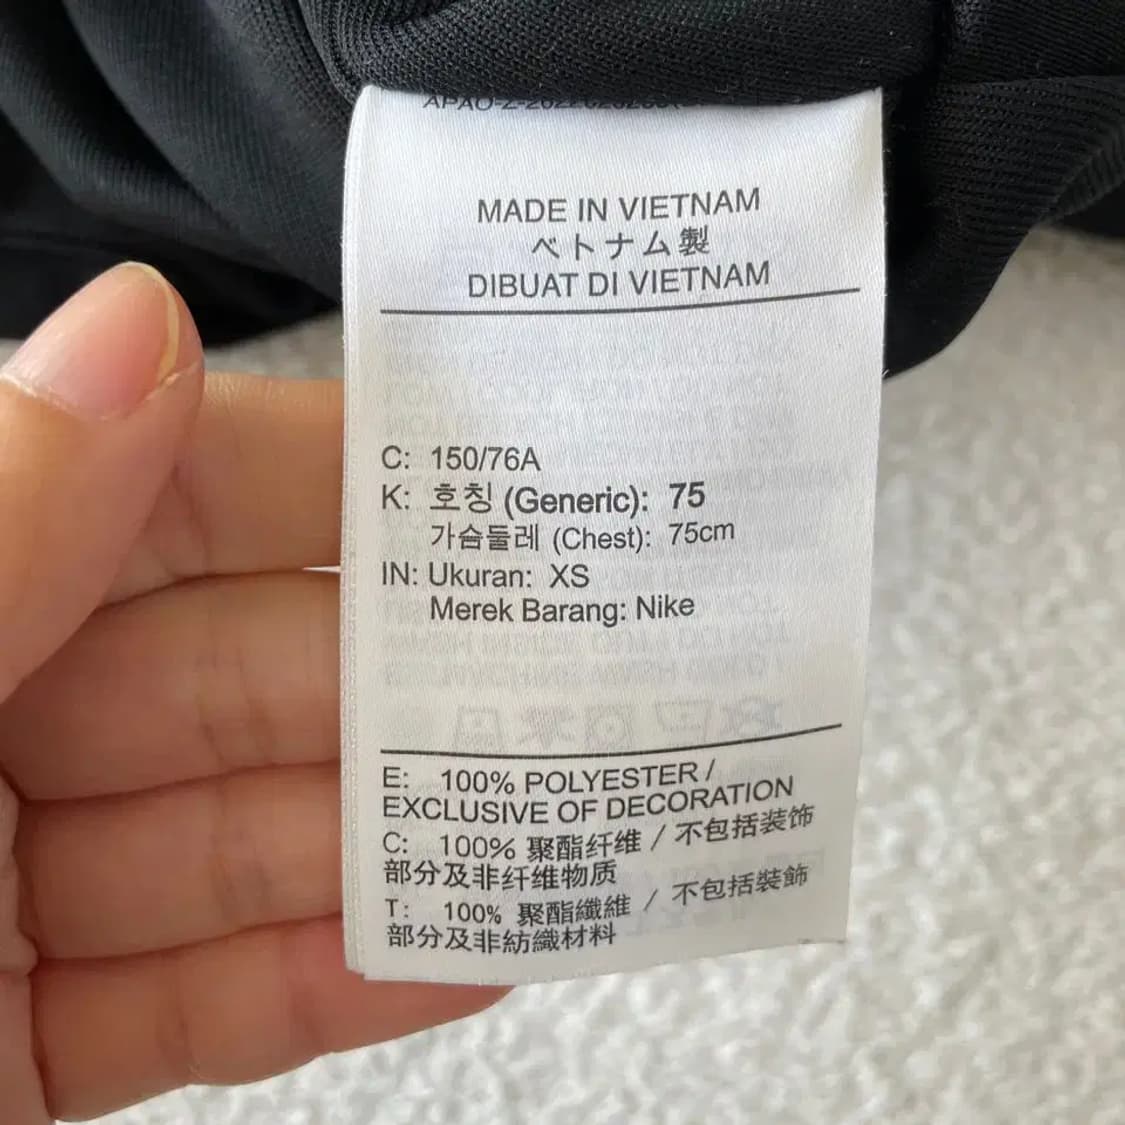 MADE IN VIETNAM
ベトナム製
DIBUAT DI VIETNAM
C: 150/76A
K: 호칭 (Generic): 75
가슴둘레 (Chest): 75cm
IN: Ukuran: XS
Merek Barang: Nike
E: 100% POLYESTER /
EXCLUSIVE OF DECORATION
C: 100% 聚酯纤维 / 不包括装饰
部分及非纤维物质
T: 100% 聚酯纖維 / 不包括裝飾
部分及非紡織材料